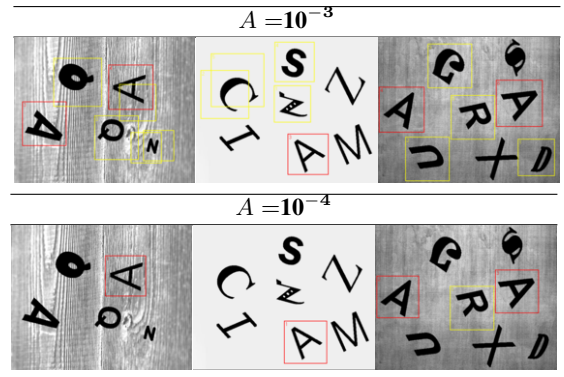 A =10⁻³
Q A
A Q N
S
C Z
I A M
G
A R A
U X D
A =10⁻⁴
Q A
A Q N
S
C Z
I A M
G
A R A
U X D